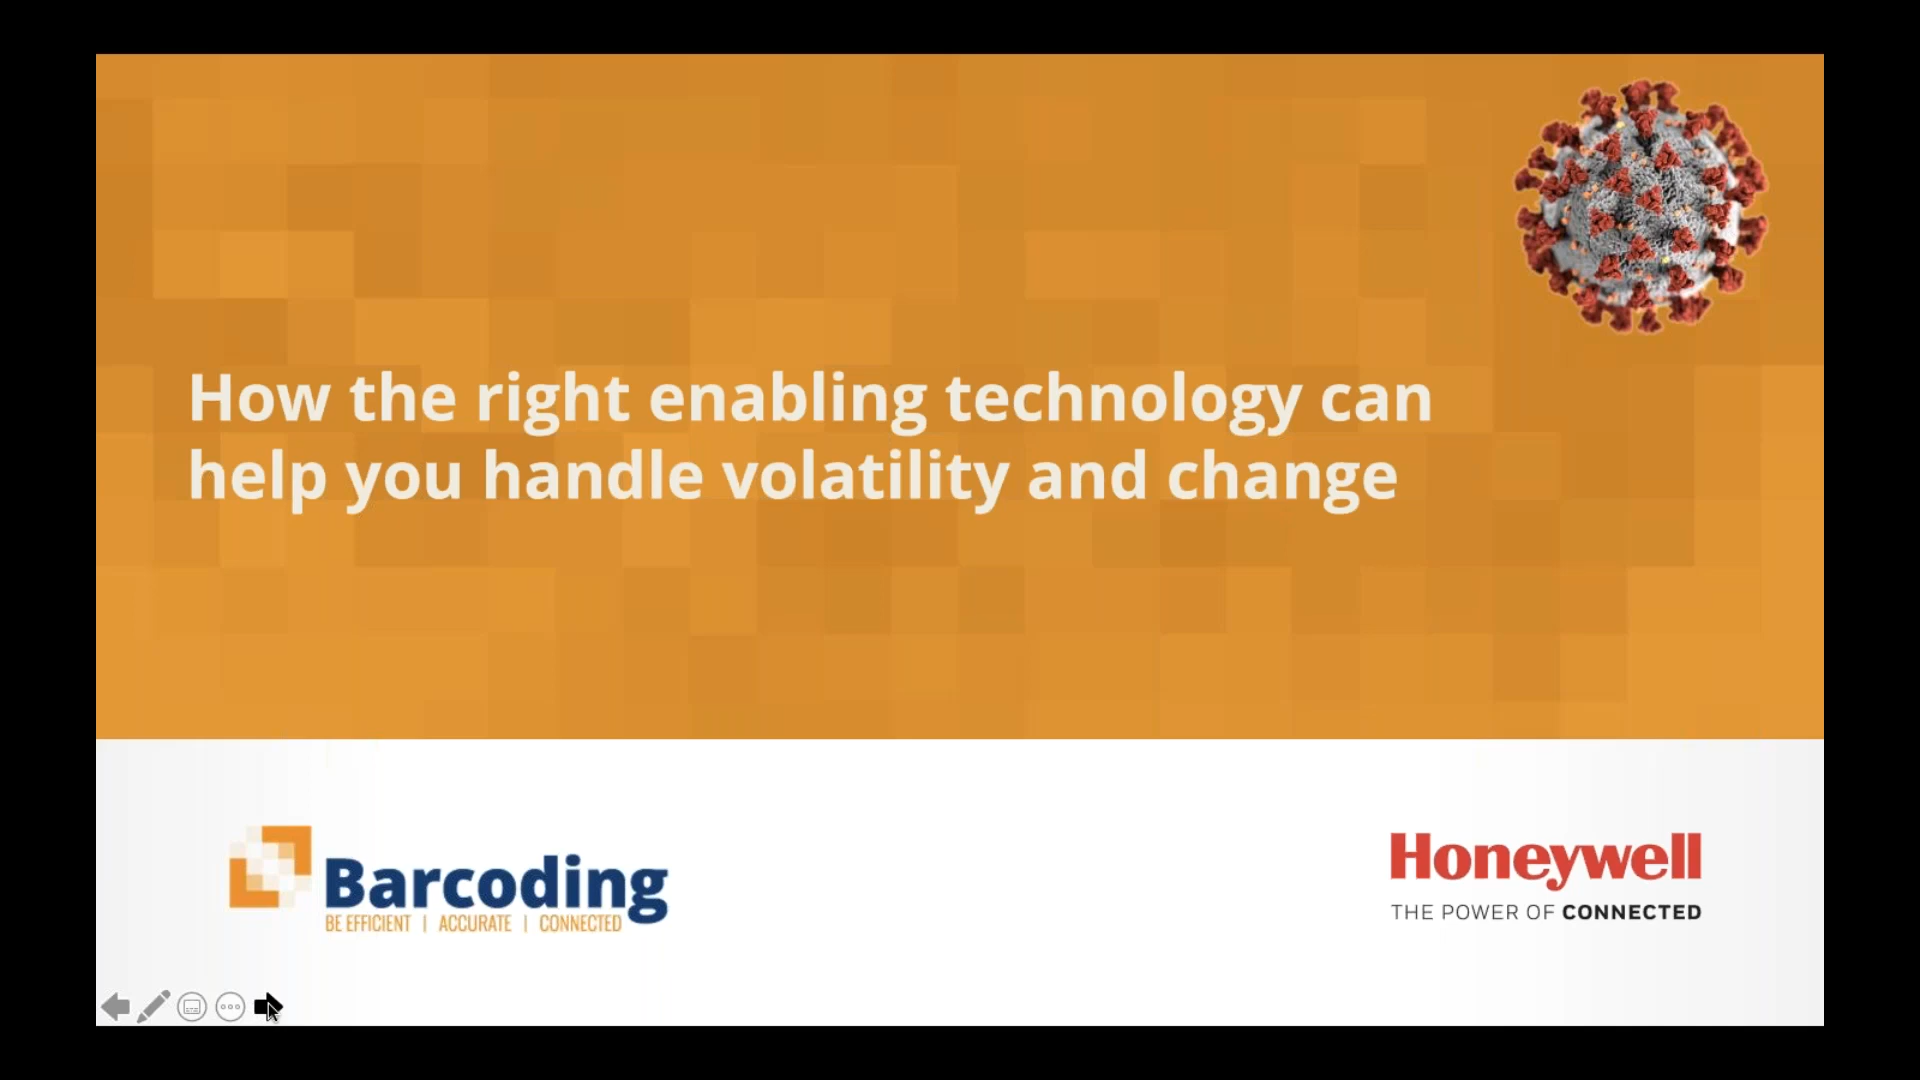 How the right enabling technology can
help you handle volatility and change
Barcoding
BE EFFICIENT | ACCURATE | CONNECTED
Honeywell
THE POWER OF CONNECTED